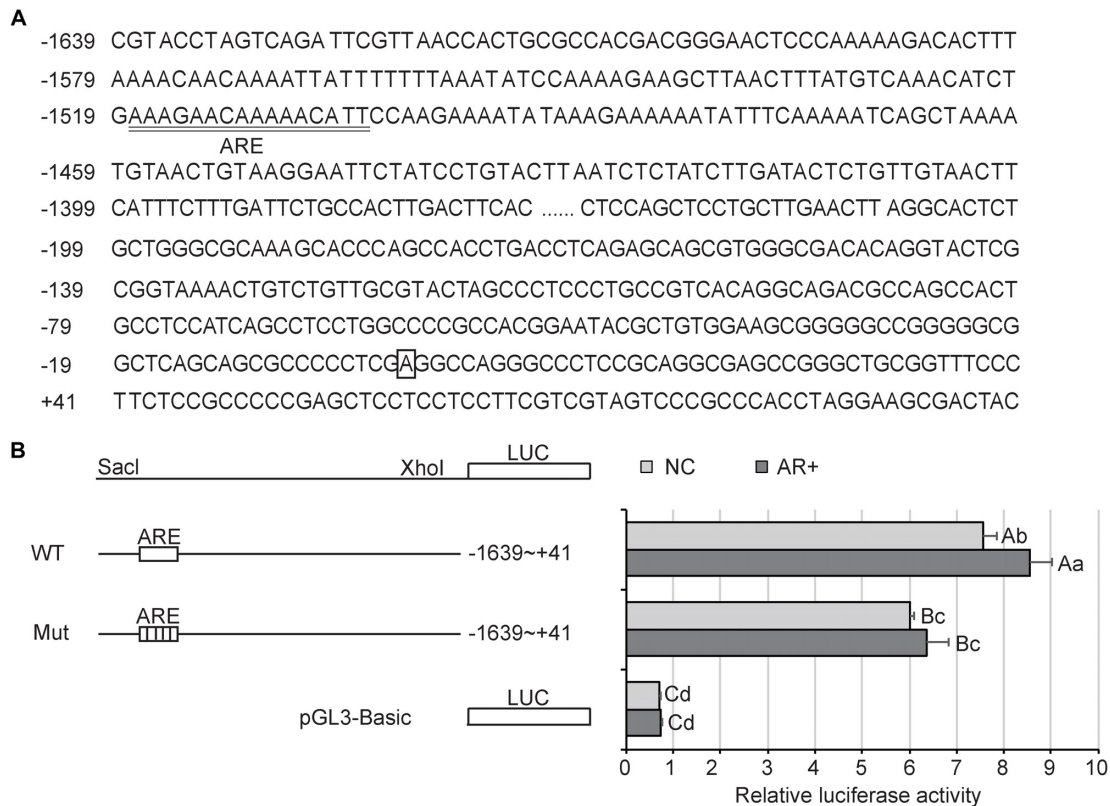 A
-1639 CGTACCTAGTCAGATTCGTTAACCACTGCGCCACGACGGGAACTCCCAAAAAGACACTTT
-1579 AAAACAACAAAATTATTTTTTTAAATATCCAAAAGAAGCTTAACTTTATGTCAAACATCT
-1519 GAAAGAACAAAAACATTCCAAGAAAATATAAAGAAAAAATATTTCAAAAATCAGCTAAAA
ARE
-1459 TGTAACTGTAAGGAATTCTATCCTGTACTTAATCTCTATCTTGATACTCTGTTGTAACTT
-1399 CATTTCTTTGATTCTGCCACTTGACTTCAC ...... CTCCAGCTCCTGCTTGAACTTAGGCACTCT
-199 GCTGGGCGCAAAGCACCCAGCCACCTGACCTCAGAGCAGCGTGGGCGACACAGGTACTCG
-139 CGGTAAAACTGTCTGTTGCGTACTAGCCCTCCCTGCCGTCACAGGCAGACGCCAGCCACT
-79 GCCTCCATCAGCCTCCTGGCCCCGCCACGGAATACGCTGTGGAAGCGGGGGCCGGGGGCG
-19 GCTCAGCAGCGCCCCCTCGAGGCCAGGGCCCTCCGCAGGCGAGCCGGGCTGCGGTTTCCC
+41 TTCTCCGCCCCCGAGCTCCTCCTCCTTCGTCGTAGTCCCGCCCACCTAGGAAGCGACTAC
B
SacI XhoI LUC
NC AR+
WT ARE -1639~+41
Ab
Aa
Mut ARE -1639~+41
Bc
Bc
pGL3-Basic LUC
Cd
Cd
0 1 2 3 4 5 6 7 8 9 10
Relative luciferase activity